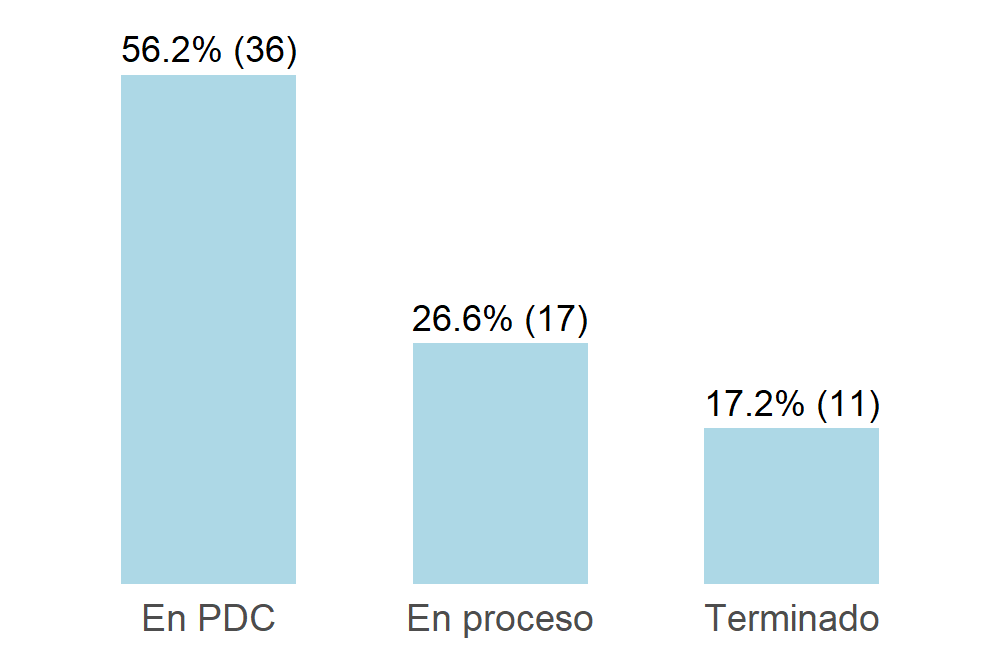 56.2% (36)
26.6% (17)
17.2% (11)
En PDC
En proceso
Terminado